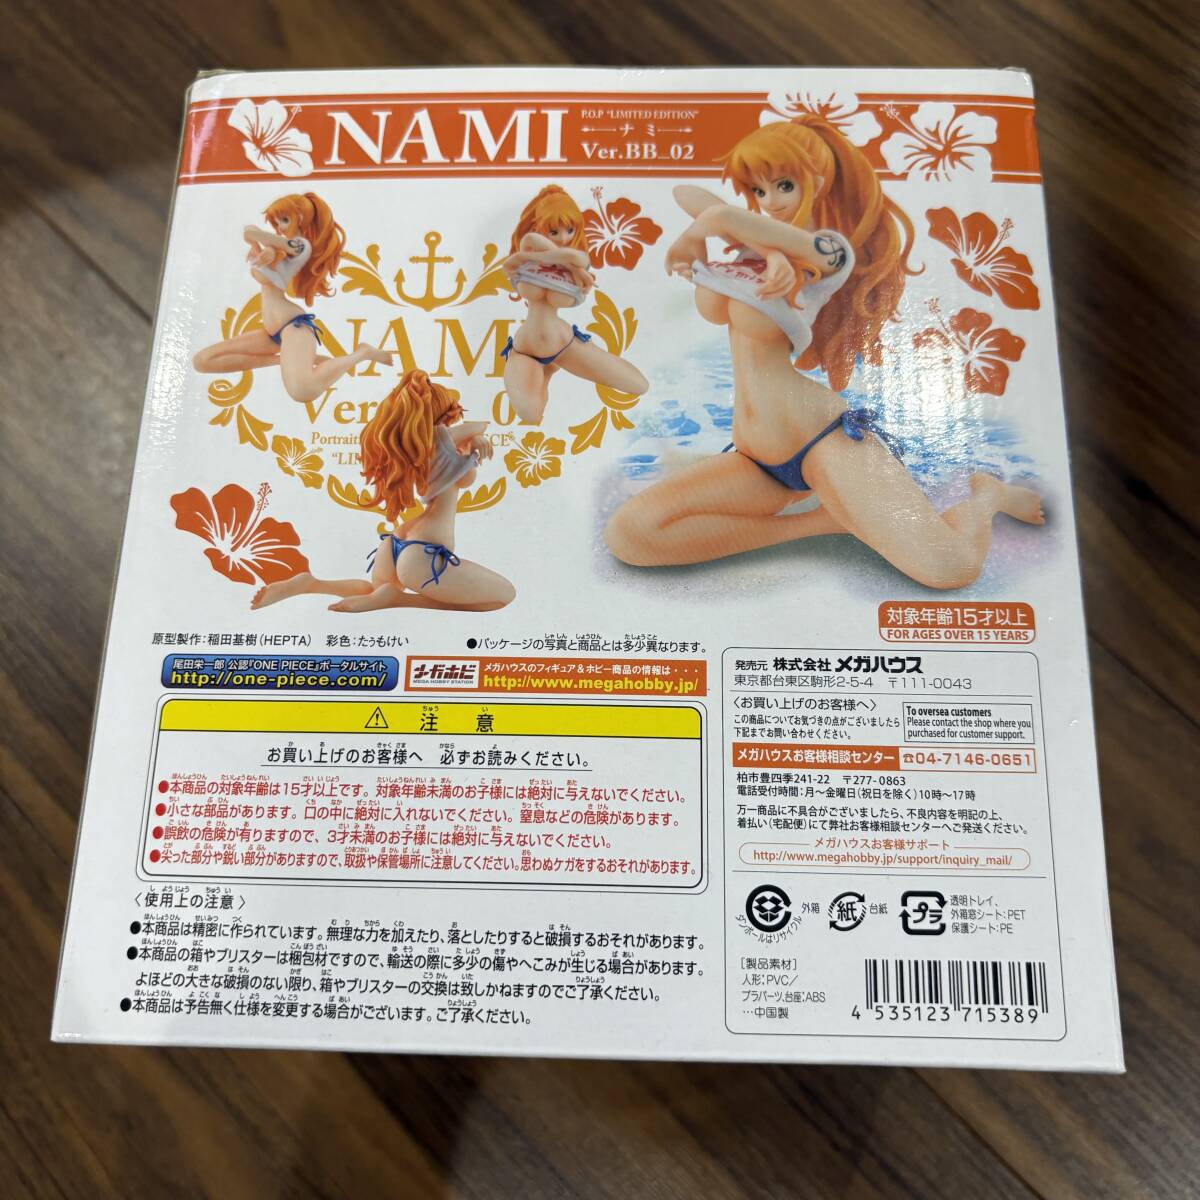 NAMI
P.O.P "LIMITED EDITION"
ナミ
Ver.BB_02
NAM
Ver.
Portrait
原型製作:稲田基樹(HEPTA) 彩色:たうもけい
●パッケージの写真と商品とは多少異なります。
対象年齢15才以上
FOR AGES OVER 15 YEARS
尾田栄一郎 公認『ONE PIECE』ポータルサイト
http://one-piece.com/
メガホビ
MEGA HOBBY STATION
メガハウスのフィギュア&ホビー商品の情報は・・・
http://www.megahobby.jp/
注意
お買い上げのお客様へ 必ずお読みください。
●本商品の対象年齢は15才以上です。対象年齢未満のお子様には絶対に与えないでください。
●小さな部品があります。口の中に絶対に入れないでください。窒息などの危険があります。
●誤飲の危険が有りますので、3才未満のお子様には絶対に与えないでください。
●尖った部分や鋭い部分がありますので、取扱や保管場所に注意してください。思わぬケガをするおそれがあります。
〈使用上の注意〉
●本商品は精密に作られています。無理な力を加えたり、落としたりすると破損するおそれがあります。
●本商品の箱やブリスターは梱包材ですので、輸送の際に多少の傷やへこみが生じる場合があります。
よほどの大きな破損のない限り、箱やブリスターの交換は致しかねますのでご了承ください。
●本商品は予告無く仕様を変更する場合がございます。ご了承ください。
発売元 株式会社 メガハウス
東京都台東区駒形2-5-4 〒111-0043
〈お買い上げのお客様へ〉
この商品についてお気づきの点がございましたら
下記までお問い合わせください。
To oversea customers
Please contact the shop where you
purchased for customer support.
メガハウスお客様相談センター ☎04-7146-0651
柏市豊四季241-22 〒277-0863
電話受付時間:月〜金曜日(祝日を除く)10時〜17時
万一商品に不具合がございましたら、不良内容を明記の上、
着払い(宅配便)にて弊社お客様相談センターへご発送ください。
メガハウスお客様サポート
http://www.megahobby.jp/support/inquiry_mail/
ダンボールはリサイクル
外箱
紙
台紙
プラ
透明トレイ、
外箱窓シート:PET
保護シート:PE
[製品素材]
人形:PVC/
プラパーツ,台座:ABS
…中国製
4 535123 715389